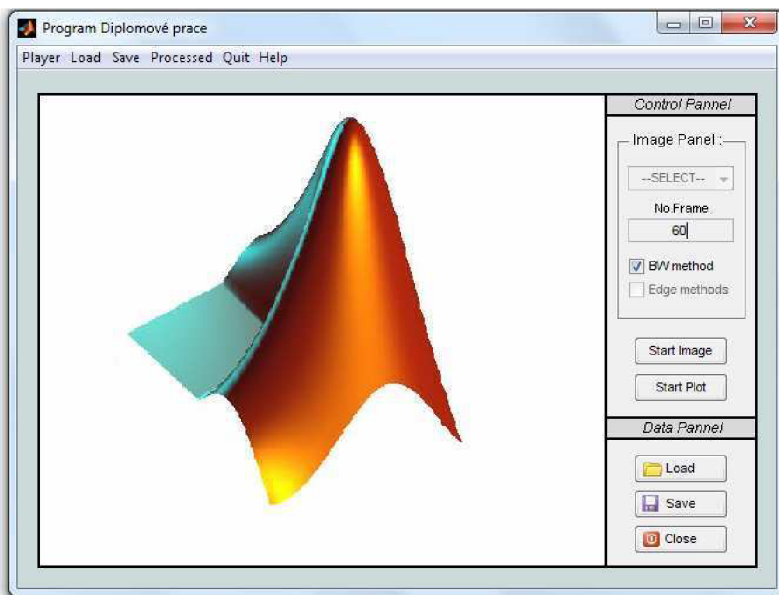 Program Diplomové prace
Player Load Save Processed Quit Help
Control Pannel
Image Panel :
--SELECT--
No.Frame
60
BW method
Edge methods
Start Image
Start Plot
Data Pannel
Load
Save
Close